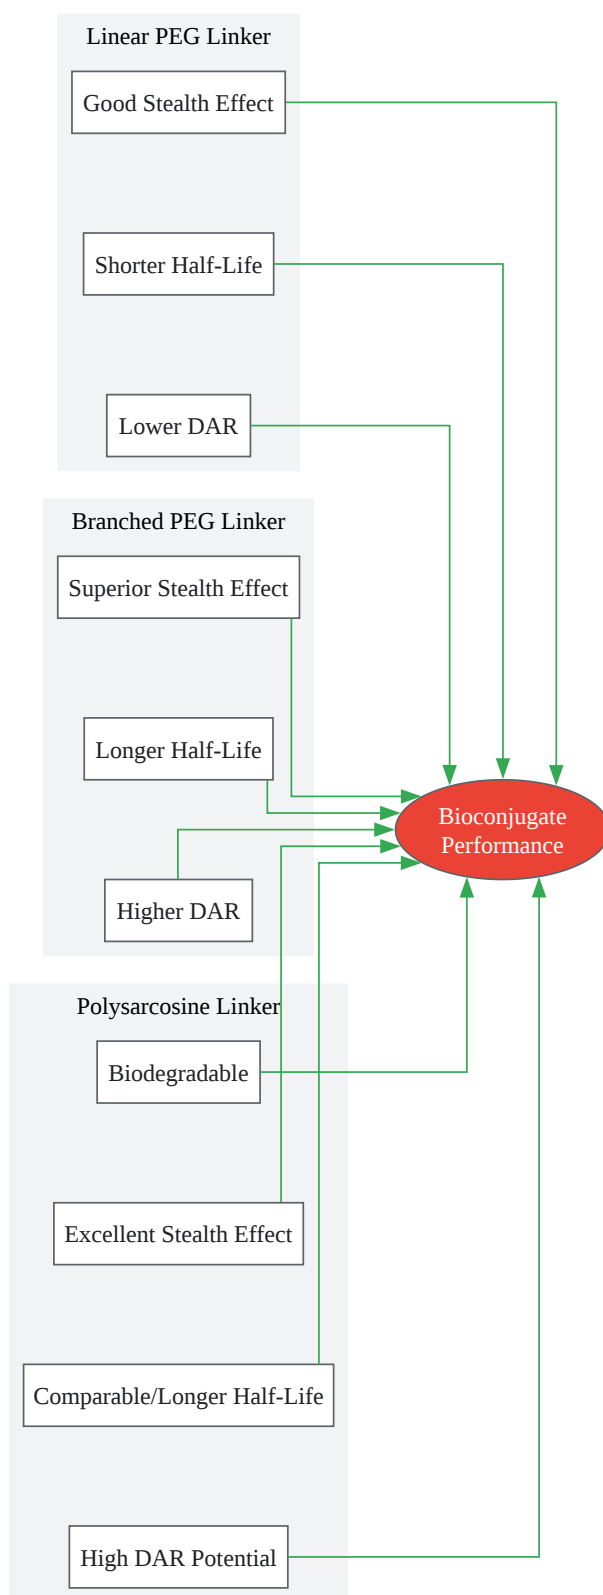 Linear PEG Linker
Good Stealth Effect
Shorter Half-Life
Lower DAR
Branched PEG Linker
Superior Stealth Effect
Longer Half-Life
Higher DAR
Bioconjugate
Performance
Polysarcosine Linker
Biodegradable
Excellent Stealth Effect
Comparable/Longer Half-Life
High DAR Potential